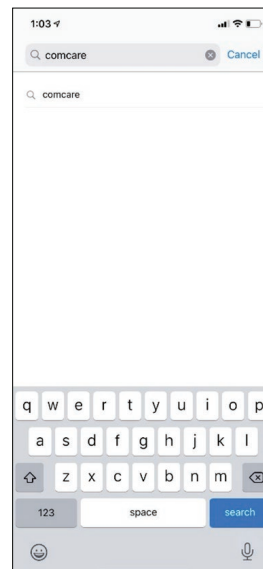 1:03
comcare
Cancel
comcare
q w e r t y u i o p
a s d f g h j k l
z x c v b n m
123 space search